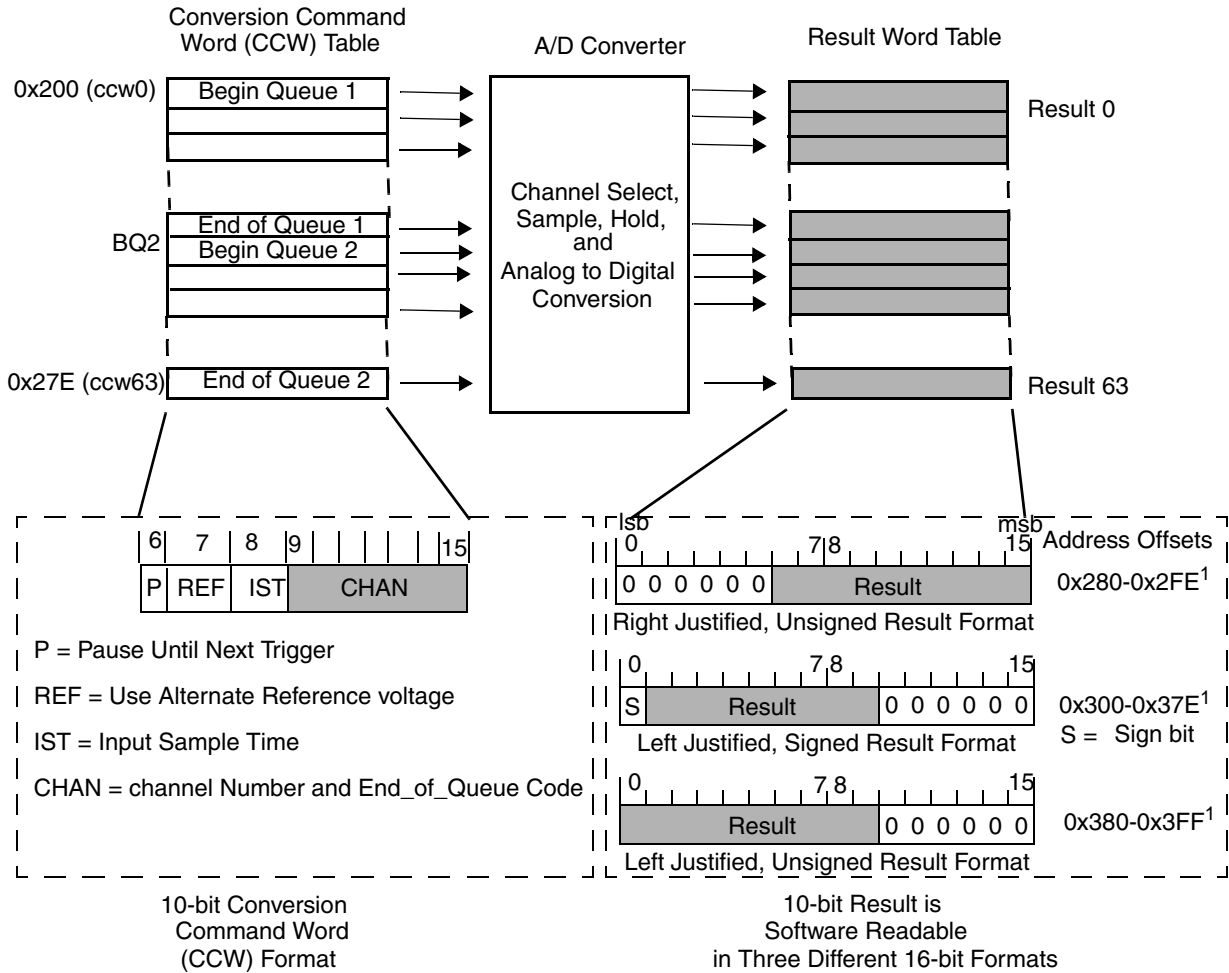 Conversion Command
Word (CCW) Table
A/D Converter
Result Word Table
0x200 (ccw0)
Begin Queue 1
Result 0
Channel Select,
Sample, Hold,
and
Analog to Digital
Conversion
End of Queue 1
BQ2
Begin Queue 2
0x27E (ccw63)
End of Queue 2
Result 63
6 7 8 9 15
P REF IST CHAN
P = Pause Until Next Trigger
REF = Use Alternate Reference voltage
IST = Input Sample Time
CHAN = channel Number and End_of_Queue Code
10-bit Conversion
Command Word
(CCW) Format
lsb msb
0 7 8 15 Address Offsets
0 0 0 0 0 0 Result 0x280-0x2FE1
Right Justified, Unsigned Result Format
0 7 8 15
S Result 0 0 0 0 0 0 0x300-0x37E1
S = Sign bit
Left Justified, Signed Result Format
0 7 8 15
Result 0 0 0 0 0 0 0x380-0x3FF1
Left Justified, Unsigned Result Format
10-bit Result is
Software Readable
in Three Different 16-bit Formats